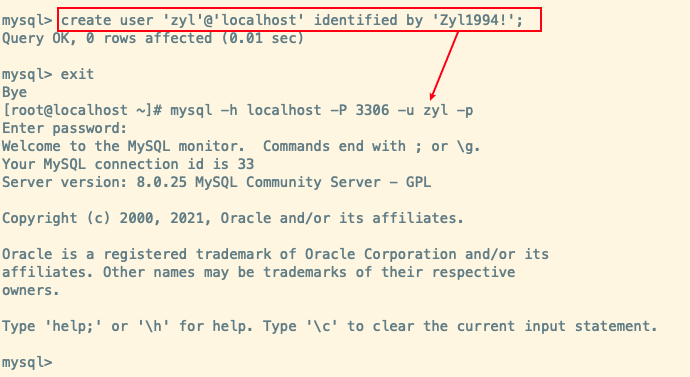 mysql> create user 'zyl'@'localhost' identified by 'Zyl1994!';
Query OK, 0 rows affected (0.01 sec)
mysql> exit
Bye
[root@localhost ~]# mysql -h localhost -P 3306 -u zyl -p
Enter password:
Welcome to the MySQL monitor.  Commands end with ; or \g.
Your MySQL connection id is 33
Server version: 8.0.25 MySQL Community Server - GPL
Copyright (c) 2000, 2021, Oracle and/or its affiliates.
Oracle is a registered trademark of Oracle Corporation and/or its
affiliates. Other names may be trademarks of their respective
owners.
Type 'help;' or '\h' for help. Type '\c' to clear the current input statement.
mysql>